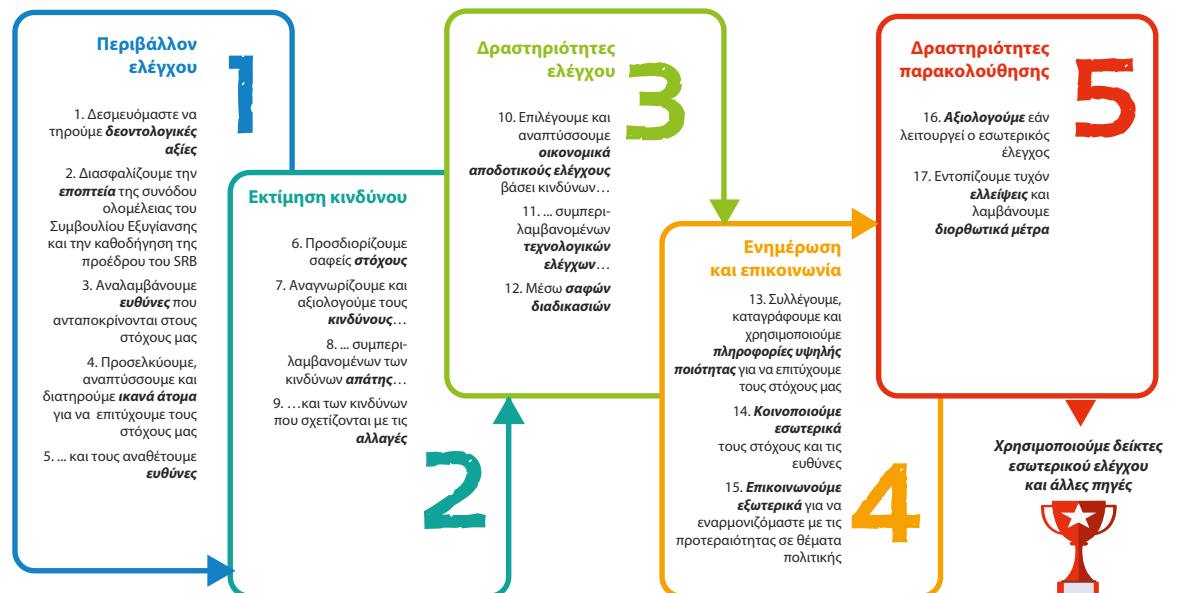 Περιβάλλον
ελέγχου
1
1. Δεσμευόμαστε να
τηρούμε δεοντολογικές
αξίες
2. Διασφαλίζουμε την
εποπτεία της συνόδου
ολομέλειας του
Συμβουλίου Εξυγίανσης
και την καθοδήγηση της
προέδρου του SRB
3. Αναλαμβάνουμε
ευθύνες που
ανταποκρίνονται στους
στόχους μας
4. Προσελκύουμε,
αναπτύσσουμε και
διατηρούμε ικανά άτομα
για να επιτύχουμε τους
στόχους μας
5. ... και τους αναθέτουμε
ευθύνες
Εκτίμηση κινδύνου
6. Προσδιορίζουμε
σαφείς στόχους
7. Αναγνωρίζουμε και
αξιολογούμε τους
κινδύνους…
8. ... συμπερι-
λαμβανομένων των
κινδύνων απάτης…
9. …και των κινδύνων
που σχετίζονται με τις
αλλαγές
2
Δραστηριότητες
ελέγχου
3
10. Επιλέγουμε και
αναπτύσσουμε
οικονομικά
αποδοτικούς ελέγχους
βάσει κινδύνων…
11. ... συμπερι-
λαμβανομένων
τεχνολογικών
ελέγχων…
12. Μέσω σαφών
διαδικασιών
Ενημέρωση
και επικοινωνία
13. Συλλέγουμε,
καταγράφουμε και
χρησιμοποιούμε
πληροφορίες υψηλής
ποιότητας για να επιτύχουμε
τους στόχους μας
14. Κοινοποιούμε
εσωτερικά
τους στόχους και τις
ευθύνες
15. Επικοινωνούμε
εξωτερικά για να
εναρμονιζόμαστε με τις
προτεραιότητας σε θέματα
πολιτικής
4
Δραστηριότητες
παρακολούθησης
5
16. Αξιολογούμε εάν
λειτουργεί ο εσωτερικός
έλεγχος
17. Εντοπίζουμε τυχόν
ελλείψεις και
λαμβάνουμε
διορθωτικά μέτρα
Χρησιμοποιούμε δείκτες
εσωτερικού ελέγχου
και άλλες πηγές